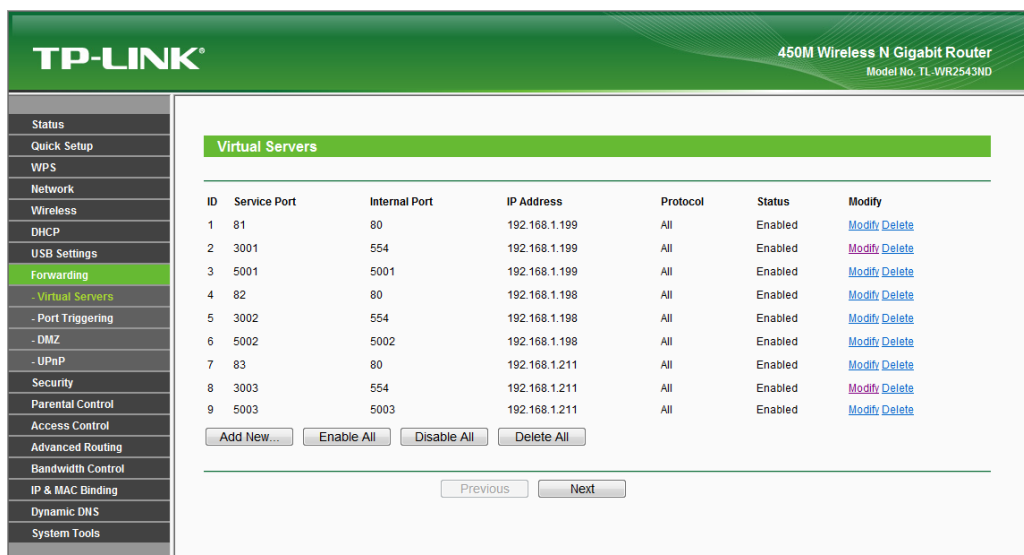 TP-LINK®
450M Wireless N Gigabit Router
Model No. TL-WR2543ND
Status
Quick Setup
WPS
Network
Wireless
DHCP
USB Settings
Forwarding
- Virtual Servers
- Port Triggering
- DMZ
- UPnP
Security
Parental Control
Access Control
Advanced Routing
Bandwidth Control
IP & MAC Binding
Dynamic DNS
System Tools
Virtual Servers
ID Service Port Internal Port IP Address Protocol Status Modify
1 81 80 192.168.1.199 All Enabled Modify Delete
2 3001 554 192.168.1.199 All Enabled Modify Delete
3 5001 5001 192.168.1.199 All Enabled Modify Delete
4 82 80 192.168.1.198 All Enabled Modify Delete
5 3002 554 192.168.1.198 All Enabled Modify Delete
6 5002 5002 192.168.1.198 All Enabled Modify Delete
7 83 80 192.168.1.211 All Enabled Modify Delete
8 3003 554 192.168.1.211 All Enabled Modify Delete
9 5003 5003 192.168.1.211 All Enabled Modify Delete
Add New... Enable All Disable All Delete All
Previous Next